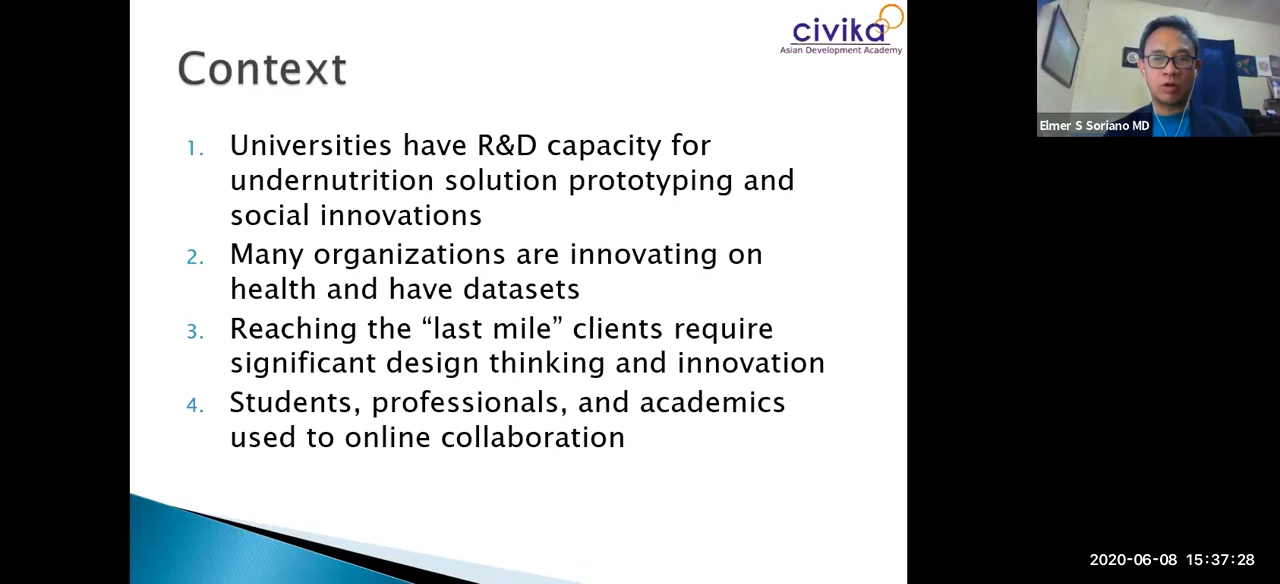 civika
Asian Development Academy
Context
1. Universities have R&D capacity for
undernutrition solution prototyping and
social innovations
2. Many organizations are innovating on
health and have datasets
3. Reaching the “last mile” clients require
significant design thinking and innovation
4. Students, professionals, and academics
used to online collaboration
Elmer S Soriano MD
2020-06-08 15:37:28